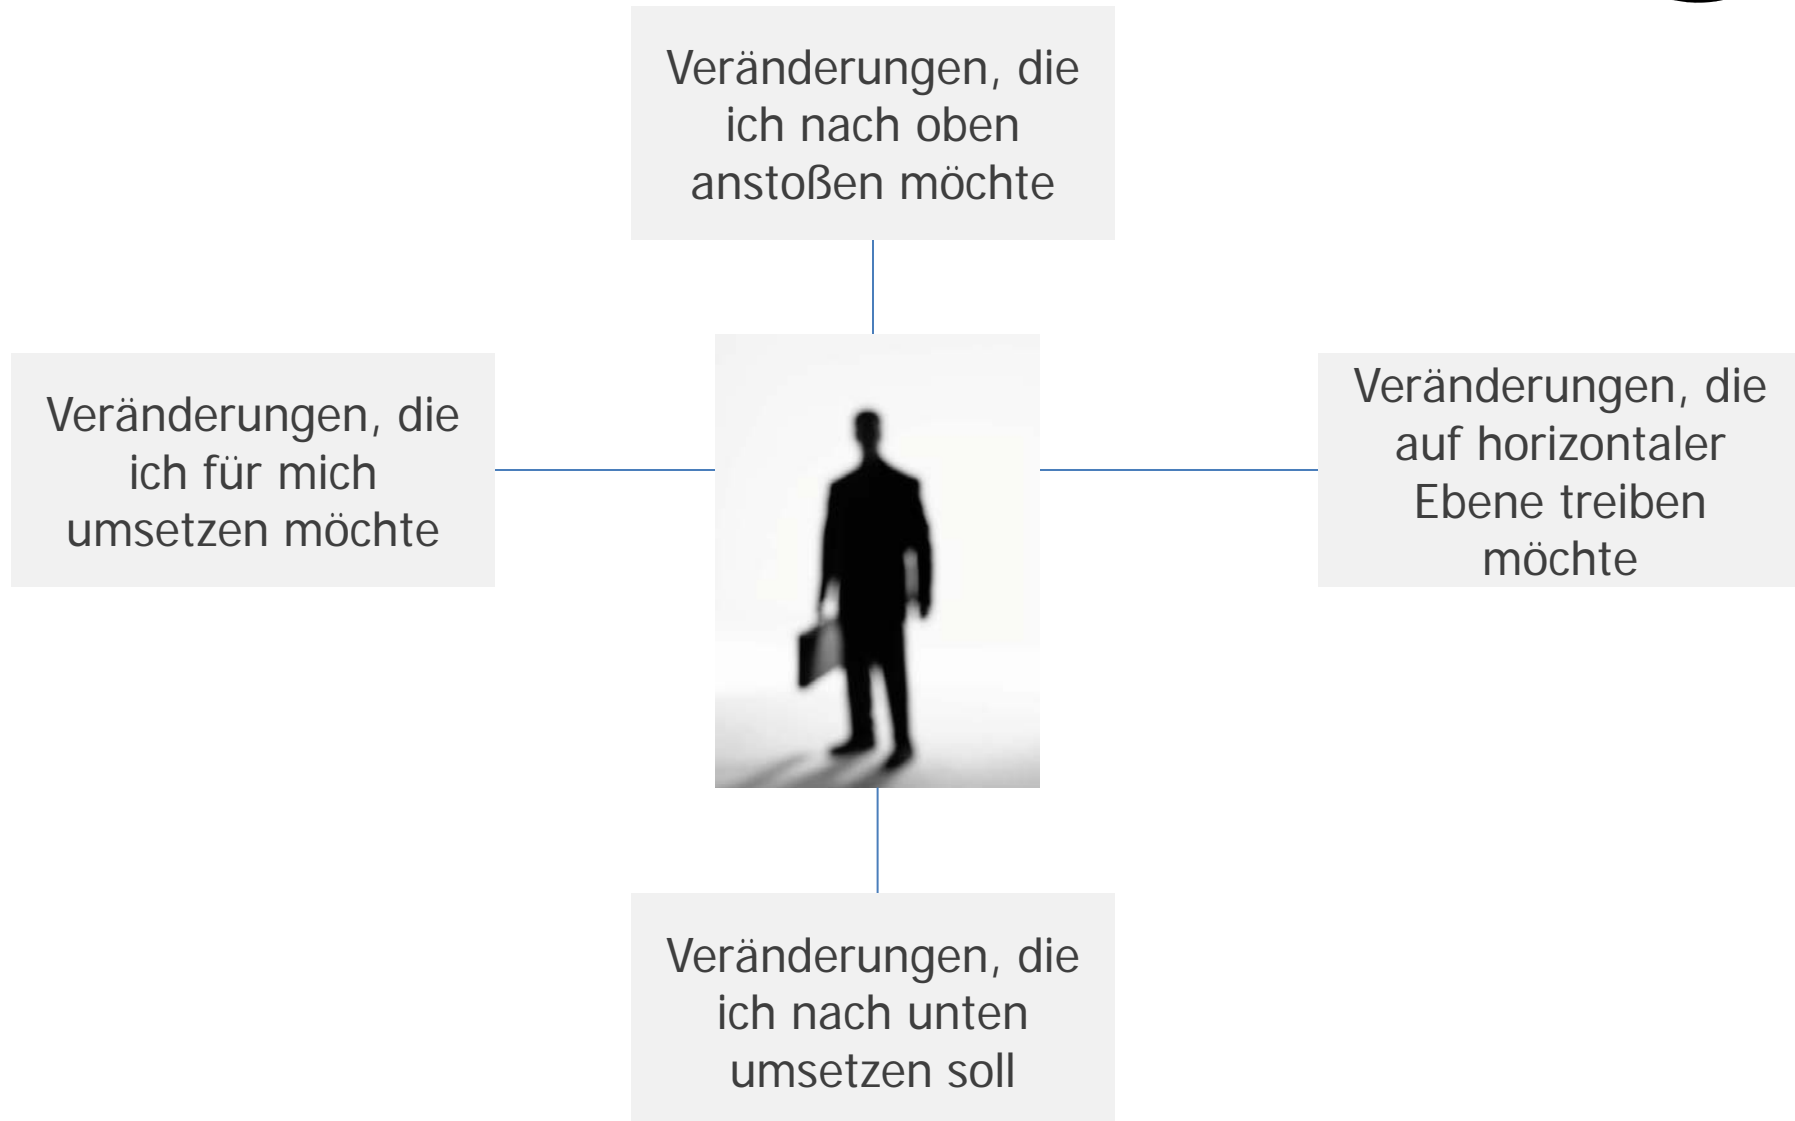 Veränderungen, die
ich nach oben
anstoßen möchte
Veränderungen, die
ich für mich
umsetzen möchte
Veränderungen, die
auf horizontaler
Ebene treiben
möchte
Veränderungen, die
ich nach unten
umsetzen soll